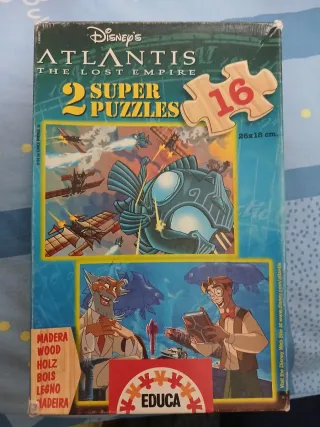 Disney's
ATLANTIS
THE LOST EMPIRE
2 SUPER
PUZZLES
16
26x18 cm.
MADERA
WOOD
HOLZ
BOIS
LEGNO
MADEIRA
EDUCA